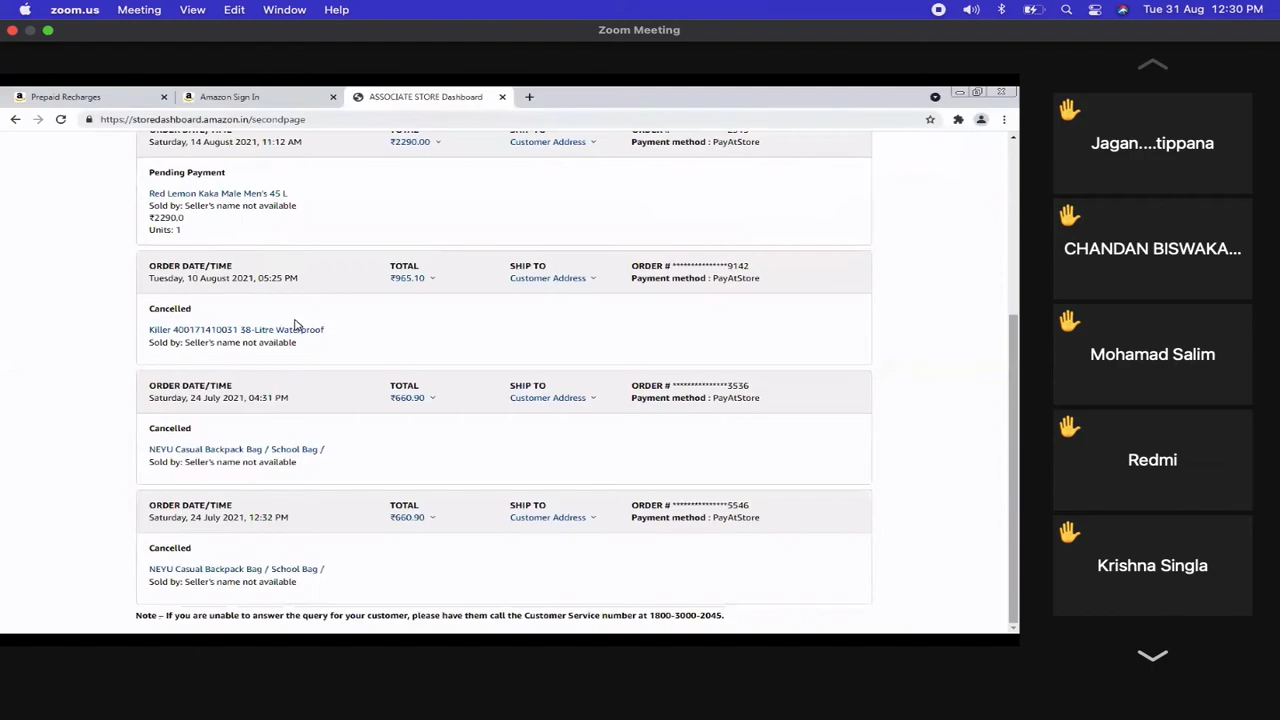 zoom.us Meeting View Edit Window Help Tue 31 Aug 12:30 PM
Zoom Meeting
Prepaid Recharges Amazon Sign In ASSOCIATE STORE Dashboard
https://storedashboard.amazon.in/secondpage
Saturday, 14 August 2021, 11:12 AM ₹2290.00 Customer Address Payment method : PayAtStore
Pending Payment
Red Lemon Kaka Male Men's 45 L
Sold by: Seller's name not available
₹2290.0
Units: 1
ORDER DATE/TIME TOTAL SHIP TO ORDER # ***************9142
Tuesday, 10 August 2021, 05:25 PM ₹965.10 Customer Address Payment method : PayAtStore
Cancelled
Killer 400171410031 38-Litre Waterproof
Sold by: Seller's name not available
ORDER DATE/TIME TOTAL SHIP TO ORDER # ***************3536
Saturday, 24 July 2021, 04:31 PM ₹660.90 Customer Address Payment method : PayAtStore
Cancelled
NEYU Casual Backpack Bag / School Bag /
Sold by: Seller's name not available
ORDER DATE/TIME TOTAL SHIP TO ORDER # ***************5546
Saturday, 24 July 2021, 12:32 PM ₹660.90 Customer Address Payment method : PayAtStore
Cancelled
NEYU Casual Backpack Bag / School Bag /
Sold by: Seller's name not available
Note – If you are unable to answer the query for your customer, please have them call the Customer Service number at 1800-3000-2045.
Jagan....tippana
CHANDAN BISWAKA...
Mohamad Salim
Redmi
Krishna Singla